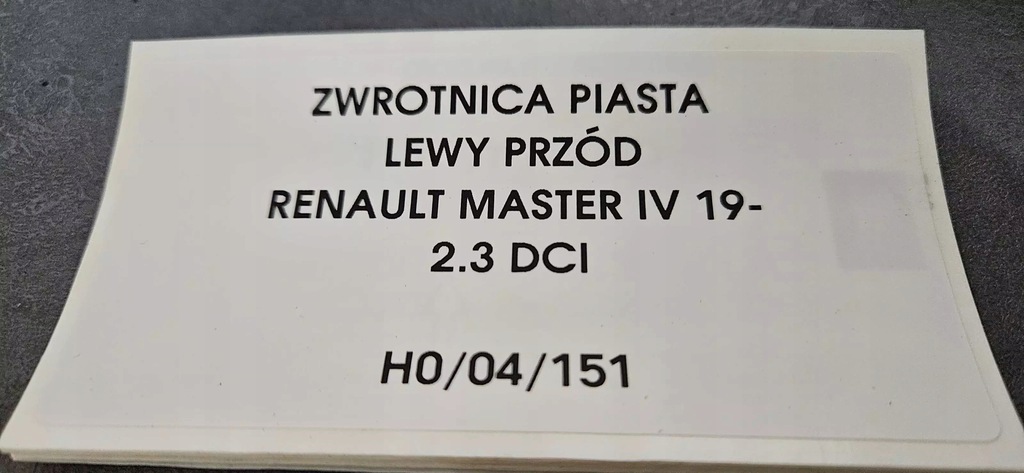 ZWROTNICA PIASTA
LEWY PRZÓD
RENAULT MASTER IV 19-
2.3 DCI
H0/04/151